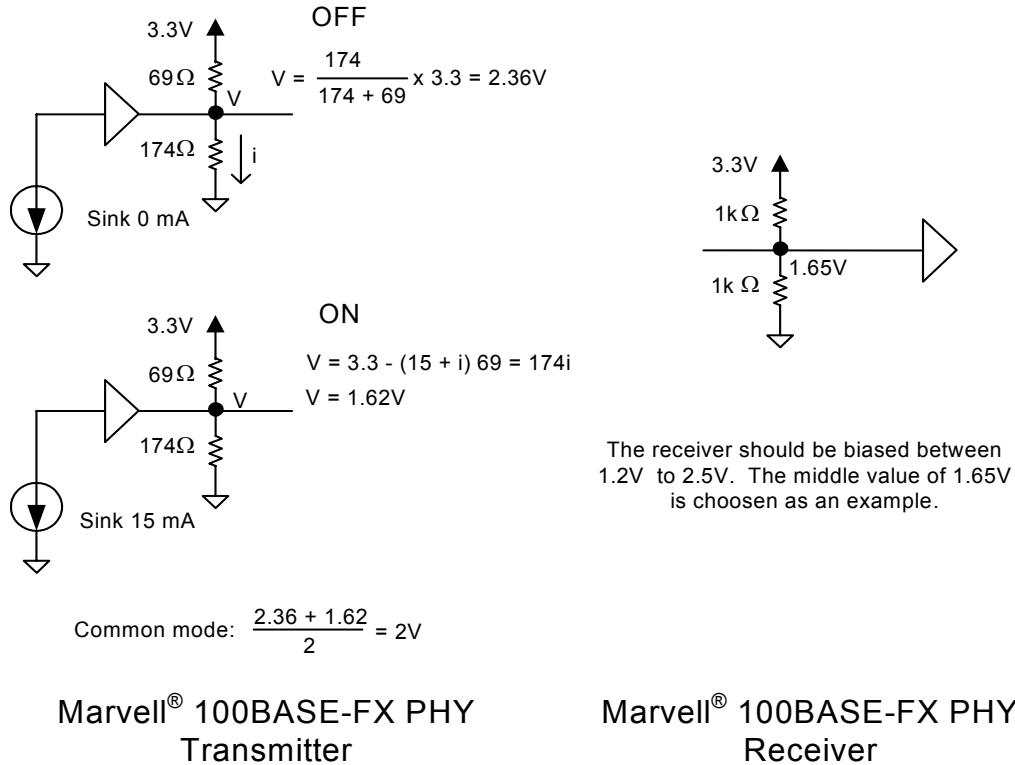 OFF
3.3V
69Ω
V = 174 / 174 + 69 x 3.3 = 2.36V
V
174Ω
i
Sink 0 mA
ON
3.3V
V = 3.3 - (15 + i) 69 = 174i
69Ω
V = 1.62V
V
174Ω
Sink 15 mA
Common mode: 2.36 + 1.62 / 2 = 2V
Marvell® 100BASE-FX PHY
Transmitter
3.3V
1k Ω
1.65V
1k Ω
The receiver should be biased between
1.2V to 2.5V. The middle value of 1.65V
is choosen as an example.
Marvell® 100BASE-FX PHY
Receiver